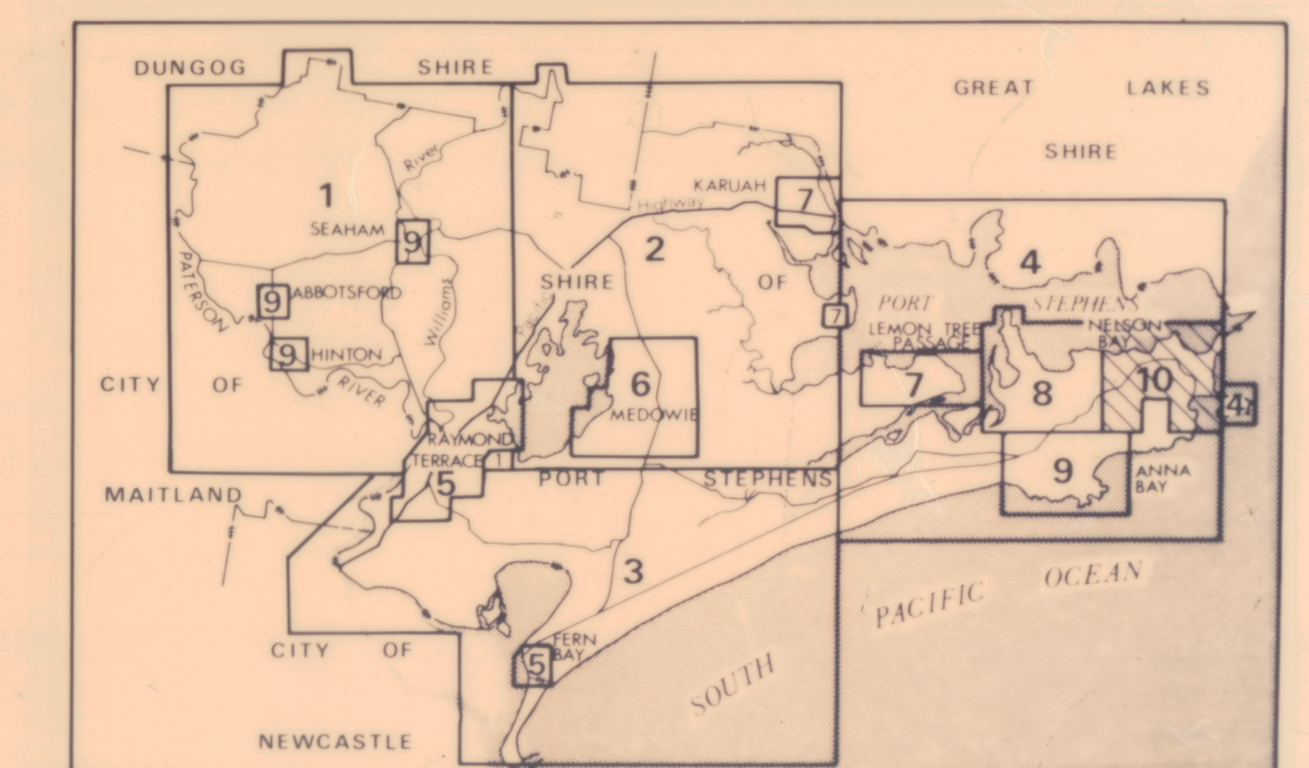 DUNGOG SHIRE
GREAT LAKES
SHIRE
River
1
KARUAH
7
Highway
SEAHAM
9
2
4
SHIRE
OF
PATERSON
9
ABBOTSFORD
Williams
Pacific
PORT STEPHENS
7
LEMON TREE
PASSAGE
NELSON
BAY
9
HINTON
CITY OF
RIVER
6
MEDOWIE
7
8
10
4
RAYMOND
TERRACE
1
5
PORT STEPHENS
9
ANNA
BAY
MAITLAND
3
PACIFIC OCEAN
CITY OF
FERN
BAY
5
SOUTH
NEWCASTLE